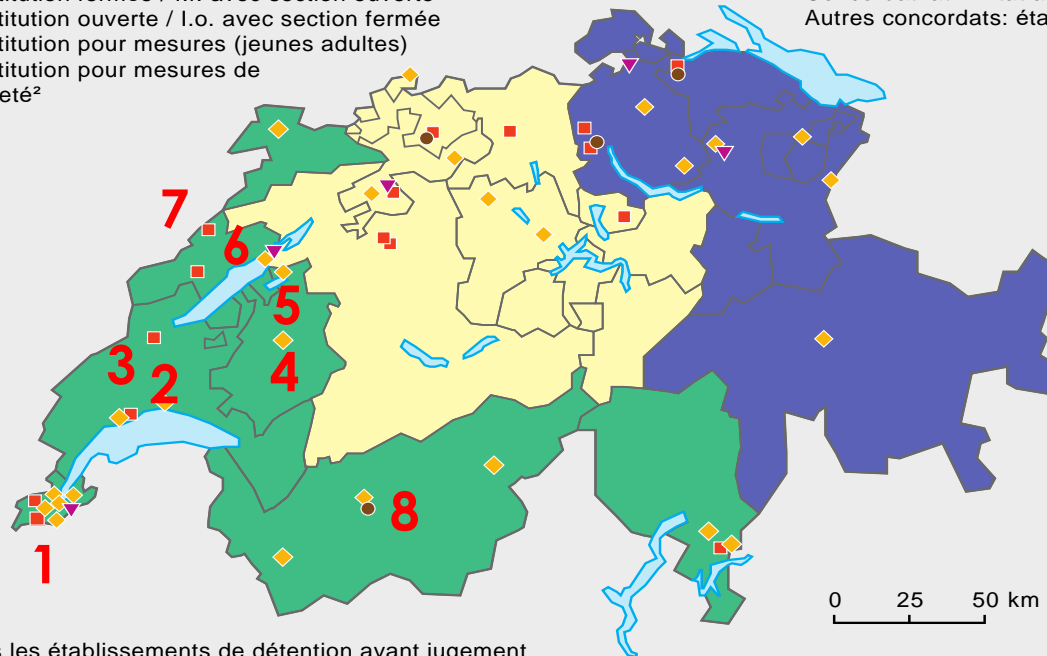 titution ouverte / I.o. avec section fermée
titution pour mesures (jeunes adultes)
titution pour mesures de
eté²
Autres concordats: éta
7
6
5
3
2
4
8
1
0 25 50 km
s les établissements de détention avant jugement